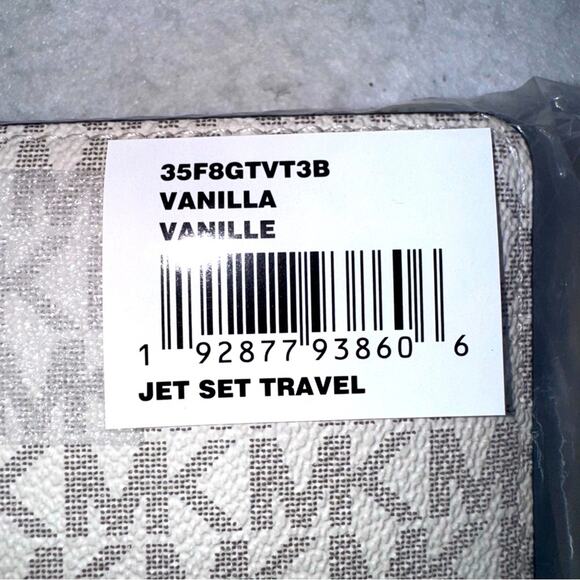 35F8GTVT3B
VANILLA
VANILLE
1 92877 93860 6
JET SET TRAVEL